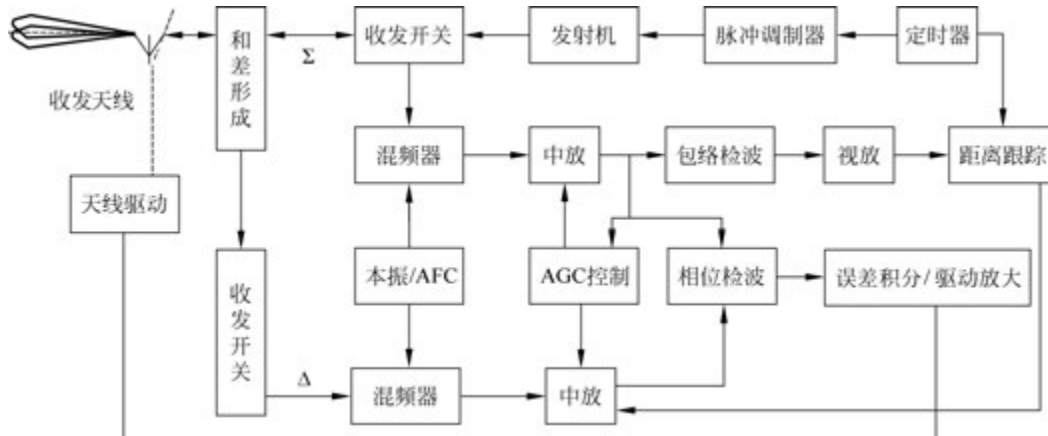 和差形成
Σ
收发开关
发射机
脉冲调制器
定时器
收发天线
混频器
中放
包络检波
视放
距离跟踪
天线驱动
收发开关
本振/AFC
AGC控制
相位检波
误差积分/驱动放大
Δ
混频器
中放